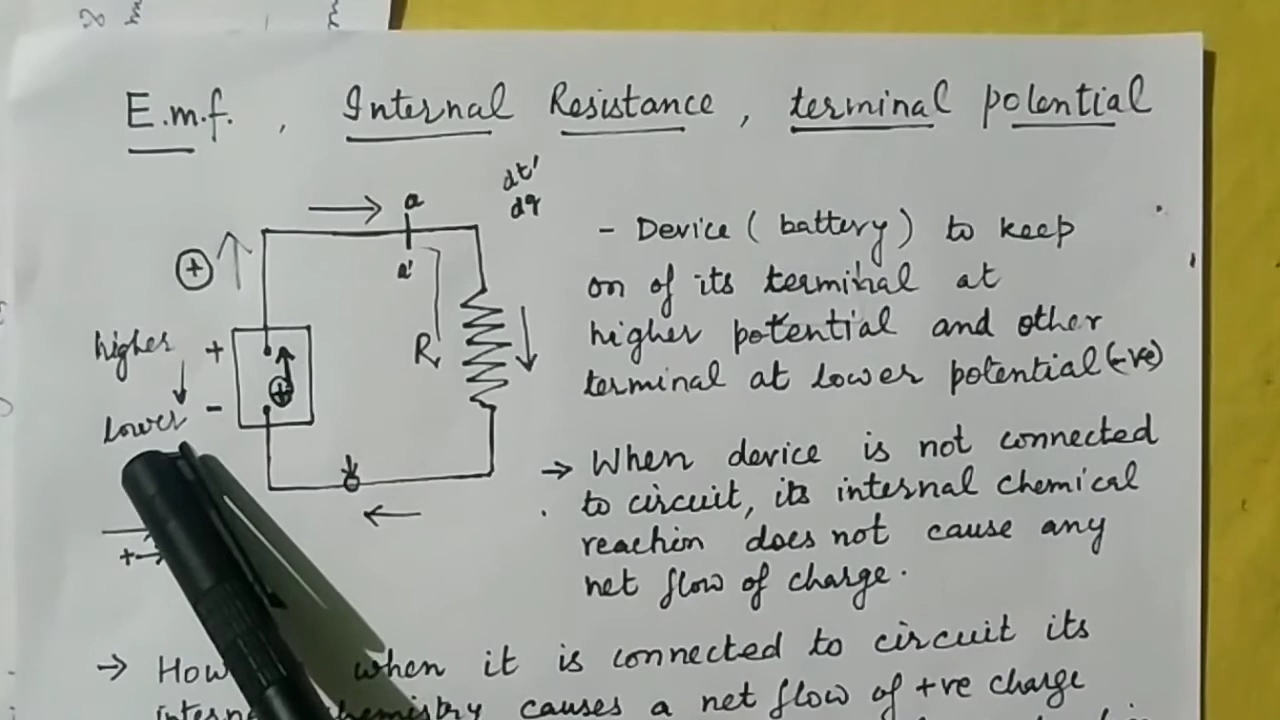 E.m.f. , Internal Resistance , terminal potential
dt'
dq
a
a'
R
+
higher
+
-
+
lower
+
- Device ( battery ) to keep
on of its terminal at
higher potential and other
terminal at lower potential (-ve)
→ When device is not connected
to circuit, its internal chemical
reachin does not cause any
net flow of charge.
→ How when it is connected to circuit its
causes a net flow of +ve charge